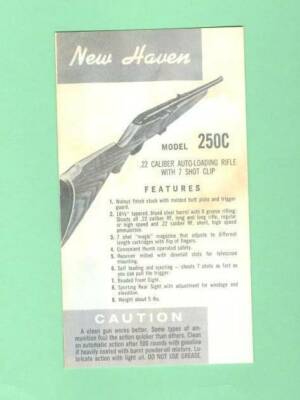 New Haven
MODEL 250C
.22 CALIBER AUTO-LOADING RIFLE
WITH 7 SHOT CLIP
FEATURES
1. Walnut finish stock with molded butt plate and trigger
guard.
2. 18½" tapered, blued steel barrel with 8 groove rifling.
Shoots all .22 caliber RF, long and long rifle, regular
or high speed and .22 caliber RF, short, high speed
ammunition.
3. 7 shot "magic" magazine that adjusts to different
length cartridges with flip of fingers.
4. Convenient thumb operated safety.
5. Receiver milled with dovetail slots for telescope
mounting.
6. Self loading and ejecting — shoots 7 shots as fast as
you can pull the trigger.
7. Beaded Front Sight.
8. Sporting Rear Sight with adjustment for windage and
elevation.
9. Weight about 5 lbs.
CAUTION
A clean gun works better. Some types of am-
munition foul the action quicker than others. Clean
on automatic action after 500 rounds with gasoline
if heavily coated with burnt powder-oil mixture. Lu-
bricate action with light oil. DO NOT USE GREASE.